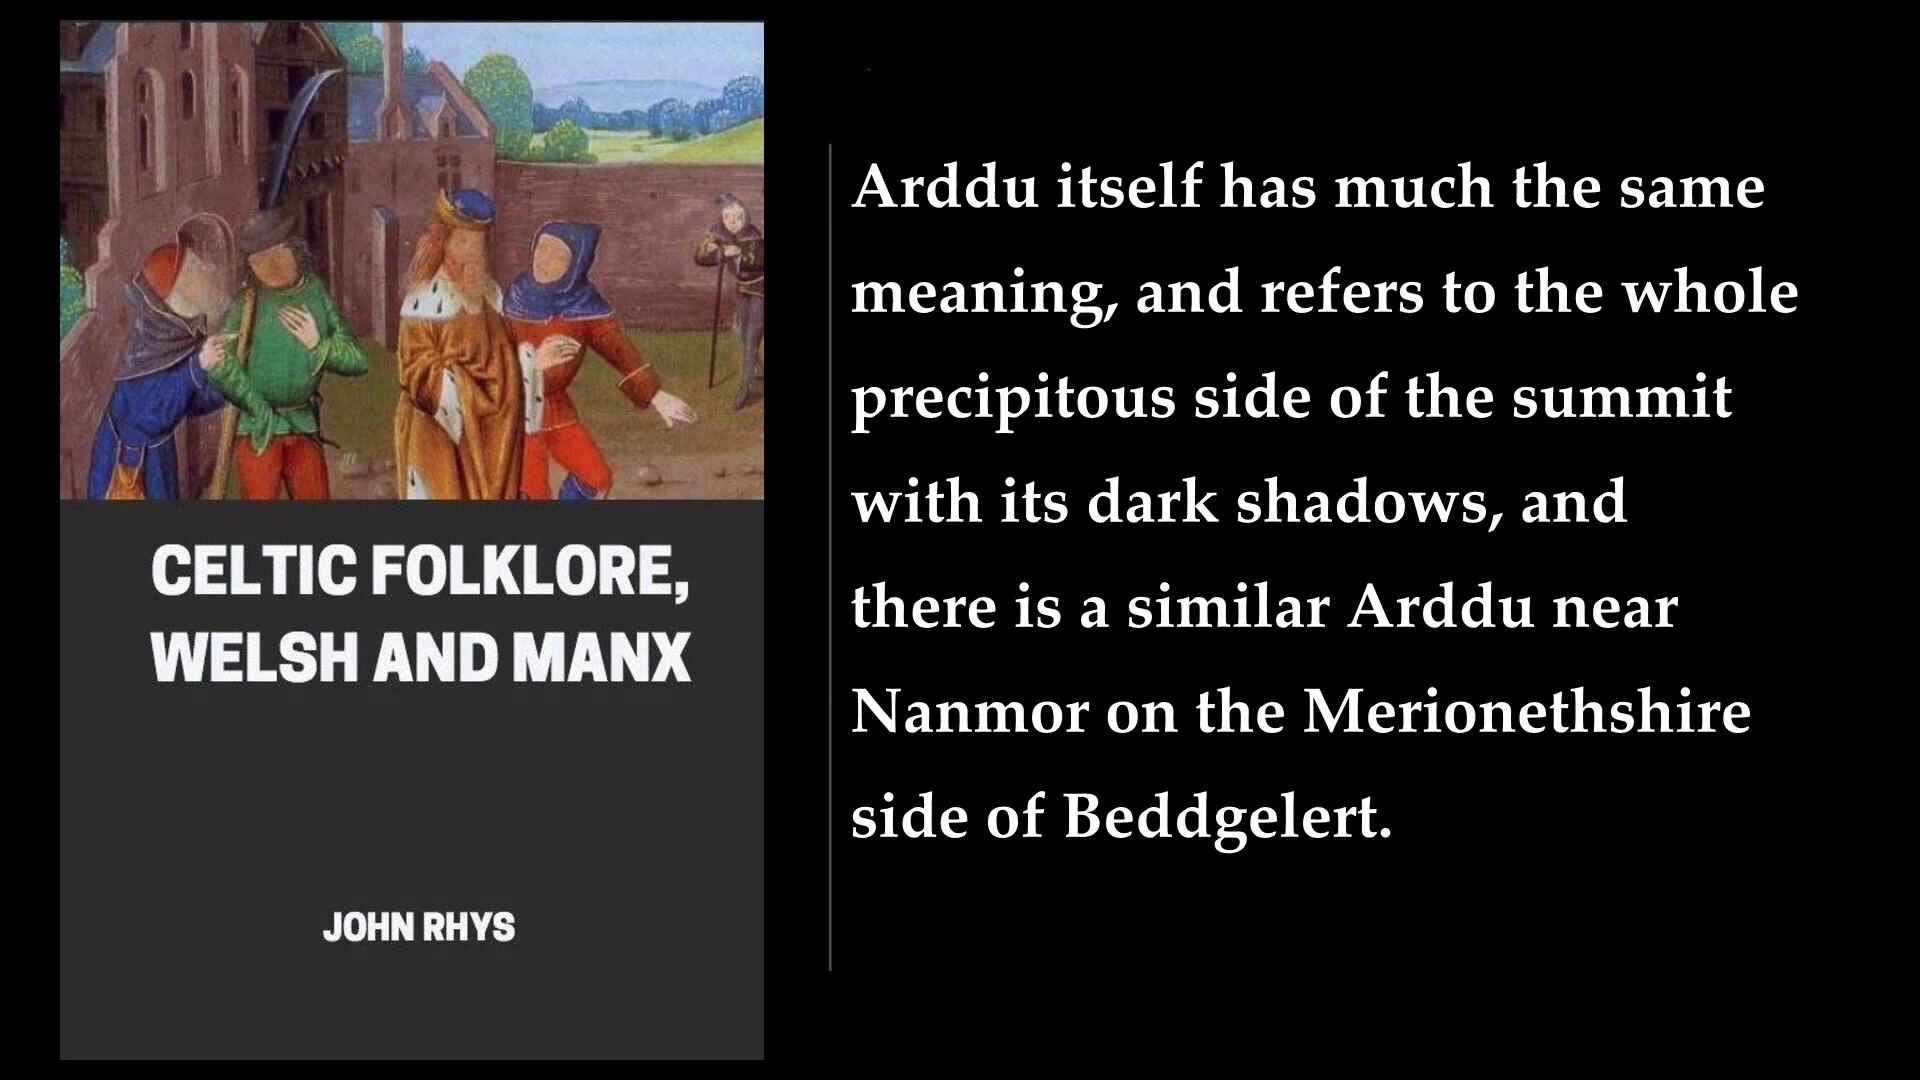 CELTIC FOLKLORE,
WELSH AND MANX
JOHN RHYS
Arddu itself has much the same
meaning, and refers to the whole
precipitous side of the summit
with its dark shadows, and
there is a similar Arddu near
Nanmor on the Merionethshire
side of Beddgelert.